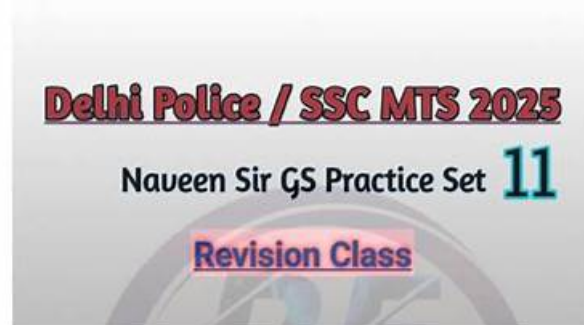 Delhi Police / SSC MTS 2025
Naveen Sir GS Practice Set 11
Revision Class